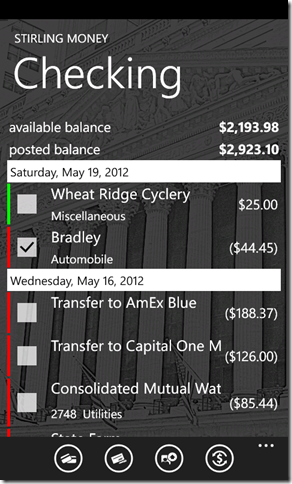 STIRLING MONEY
Checking
available balance $2,193.98
posted balance $2,923.10
Saturday, May 19, 2012
Wheat Ridge Cyclery $25.00
Miscellaneous
Bradley ($44.45)
Automobile
Wednesday, May 16, 2012
Transfer to AmEx Blue ($188.37)
Transfer to Capital One M ($126.00)
Consolidated Mutual Wat ($85.44)
2748 Utilities
State Farm